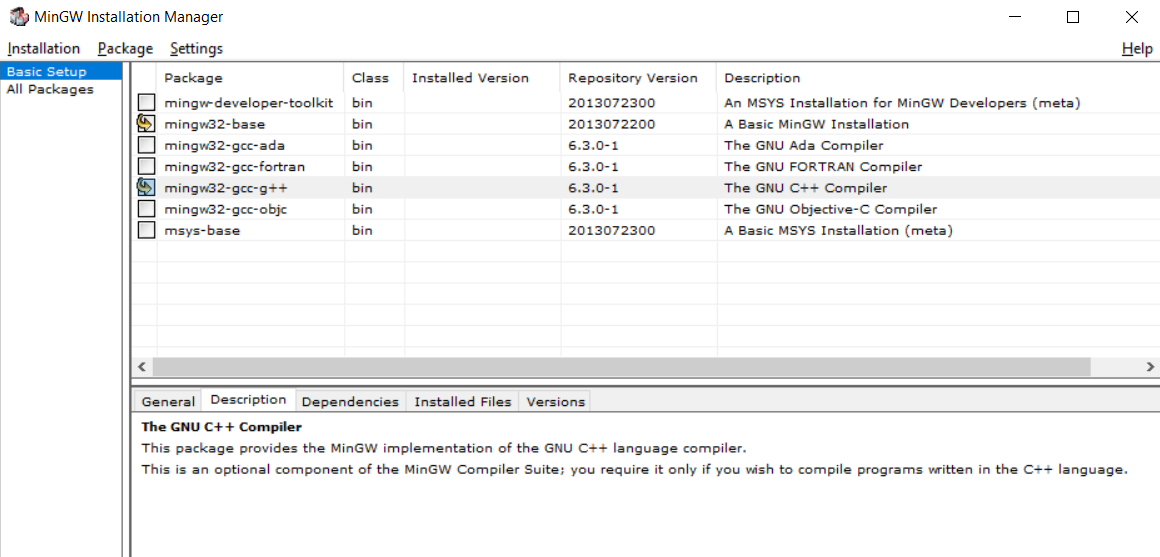 MinGW Installation Manager
Installation Package Settings Help
Basic Setup
All Packages
Package Class Installed Version Repository Version Description
mingw-developer-toolkit bin 2013072300 An MSYS Installation for MinGW Developers (meta)
mingw32-base bin 2013072200 A Basic MinGW Installation
mingw32-gcc-ada bin 6.3.0-1 The GNU Ada Compiler
mingw32-gcc-fortran bin 6.3.0-1 The GNU FORTRAN Compiler
mingw32-gcc-g++ bin 6.3.0-1 The GNU C++ Compiler
mingw32-gcc-objc bin 6.3.0-1 The GNU Objective-C Compiler
msys-base bin 2013072300 A Basic MSYS Installation (meta)
General Description Dependencies Installed Files Versions
The GNU C++ Compiler
This package provides the MinGW implementation of the GNU C++ language compiler.
This is an optional component of the MinGW Compiler Suite; you require it only if you wish to compile programs written in the C++ language.